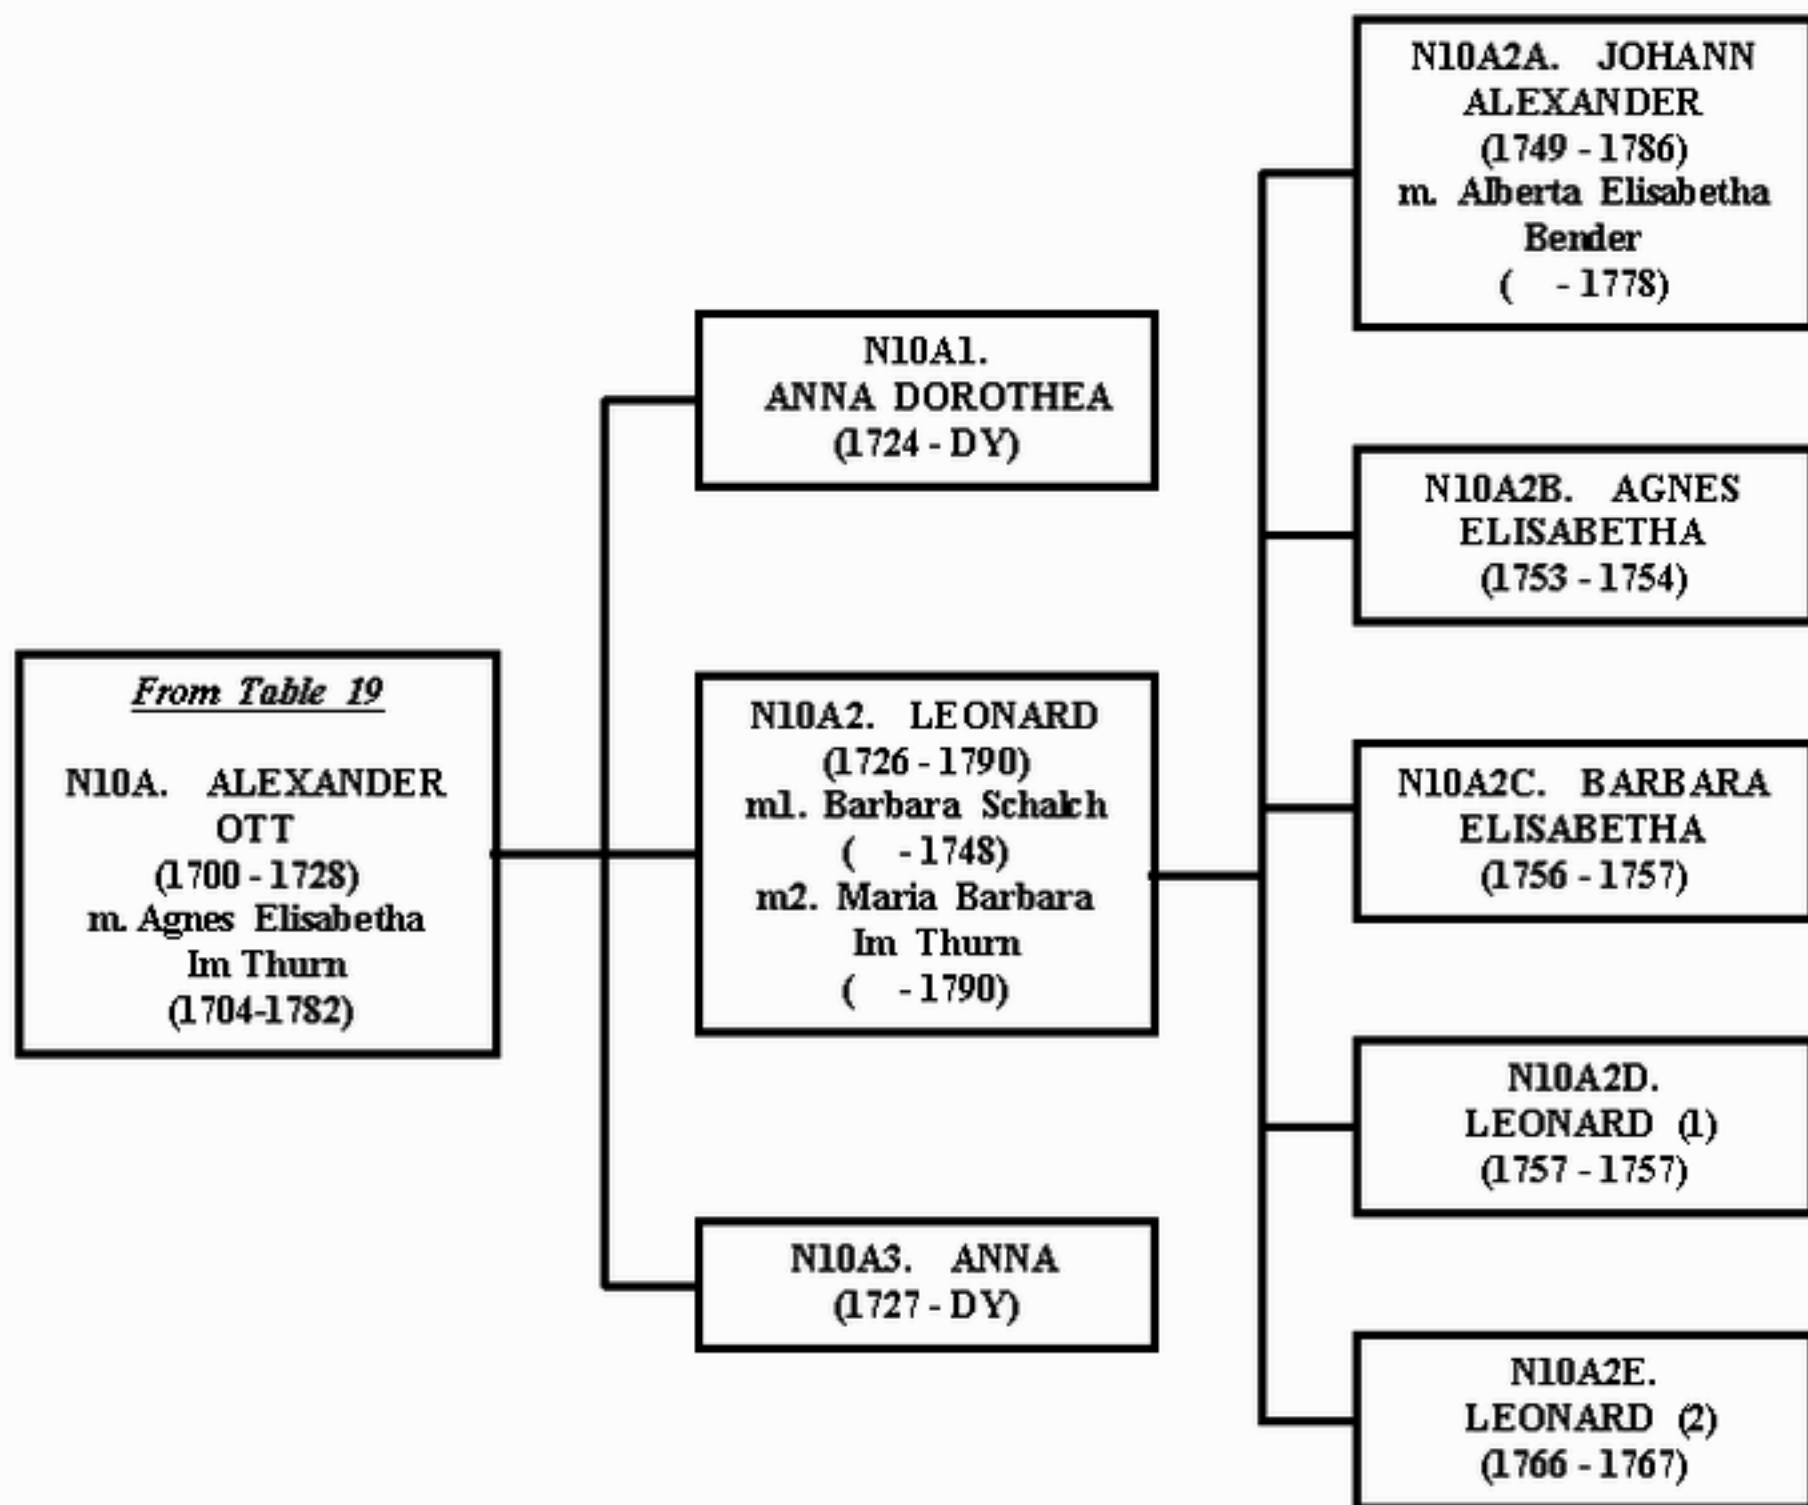 From Table 19
N10A. ALEXANDER
OTT
(1700 - 1728)
m. Agnes Elisabetha
Im Thurn
(1704-1782)
N10A1.
ANNA DOROTHEA
(1724 - DY)
N10A2. LEONARD
(1726 - 1790)
m1. Barbara Schalch
( - 1748)
m2. Maria Barbara
Im Thurn
( - 1790)
N10A3. ANNA
(1727 - DY)
N10A2A. JOHANN
ALEXANDER
(1749 - 1786)
m. Alberta Elisabetha
Bender
( - 1778)
N10A2B. AGNES
ELISABETHA
(1753 - 1754)
N10A2C. BARBARA
ELISABETHA
(1756 - 1757)
N10A2D.
LEONARD (1)
(1757 - 1757)
N10A2E.
LEONARD (2)
(1766 - 1767)